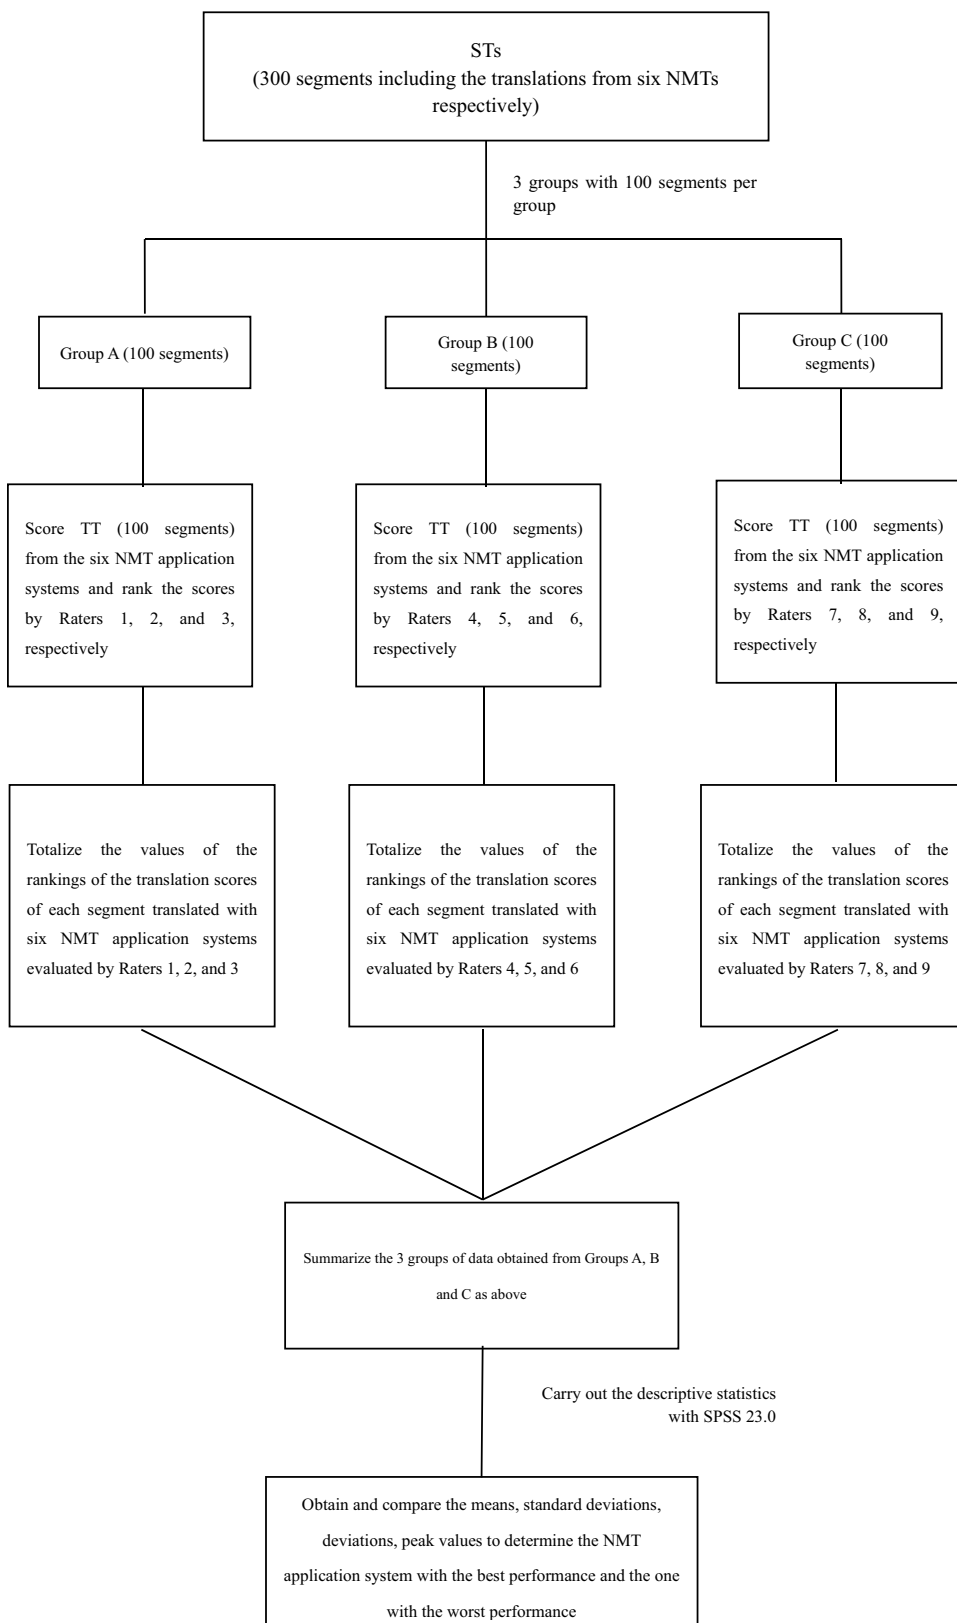 STs
(300 segments including the translations from six NMTs
respectively)
3 groups with 100 segments per
group
Group A (100 segments)
Group B (100
segments)
Group C (100
segments)
Score TT (100 segments)
from the six NMT application
systems and rank the scores
by Raters 1, 2, and 3,
respectively
Score TT (100 segments)
from the six NMT application
systems and rank the scores
by Raters 4, 5, and 6,
respectively
Score TT (100 segments)
from the six NMT application
systems and rank the scores
by Raters 7, 8, and 9,
respectively
Totalize the values of the
rankings of the translation scores
of each segment translated with
six NMT application systems
evaluated by Raters 1, 2, and 3
Totalize the values of the
rankings of the translation scores
of each segment translated with
six NMT application systems
evaluated by Raters 4, 5, and 6
Totalize the values of the
rankings of the translation scores
of each segment translated with
six NMT application systems
evaluated by Raters 7, 8, and 9
Summarize the 3 groups of data obtained from Groups A, B
and C as above
Carry out the descriptive statistics
with SPSS 23.0
Obtain and compare the means, standard deviations,
deviations, peak values to determine the NMT
application system with the best performance and the one
with the worst performance